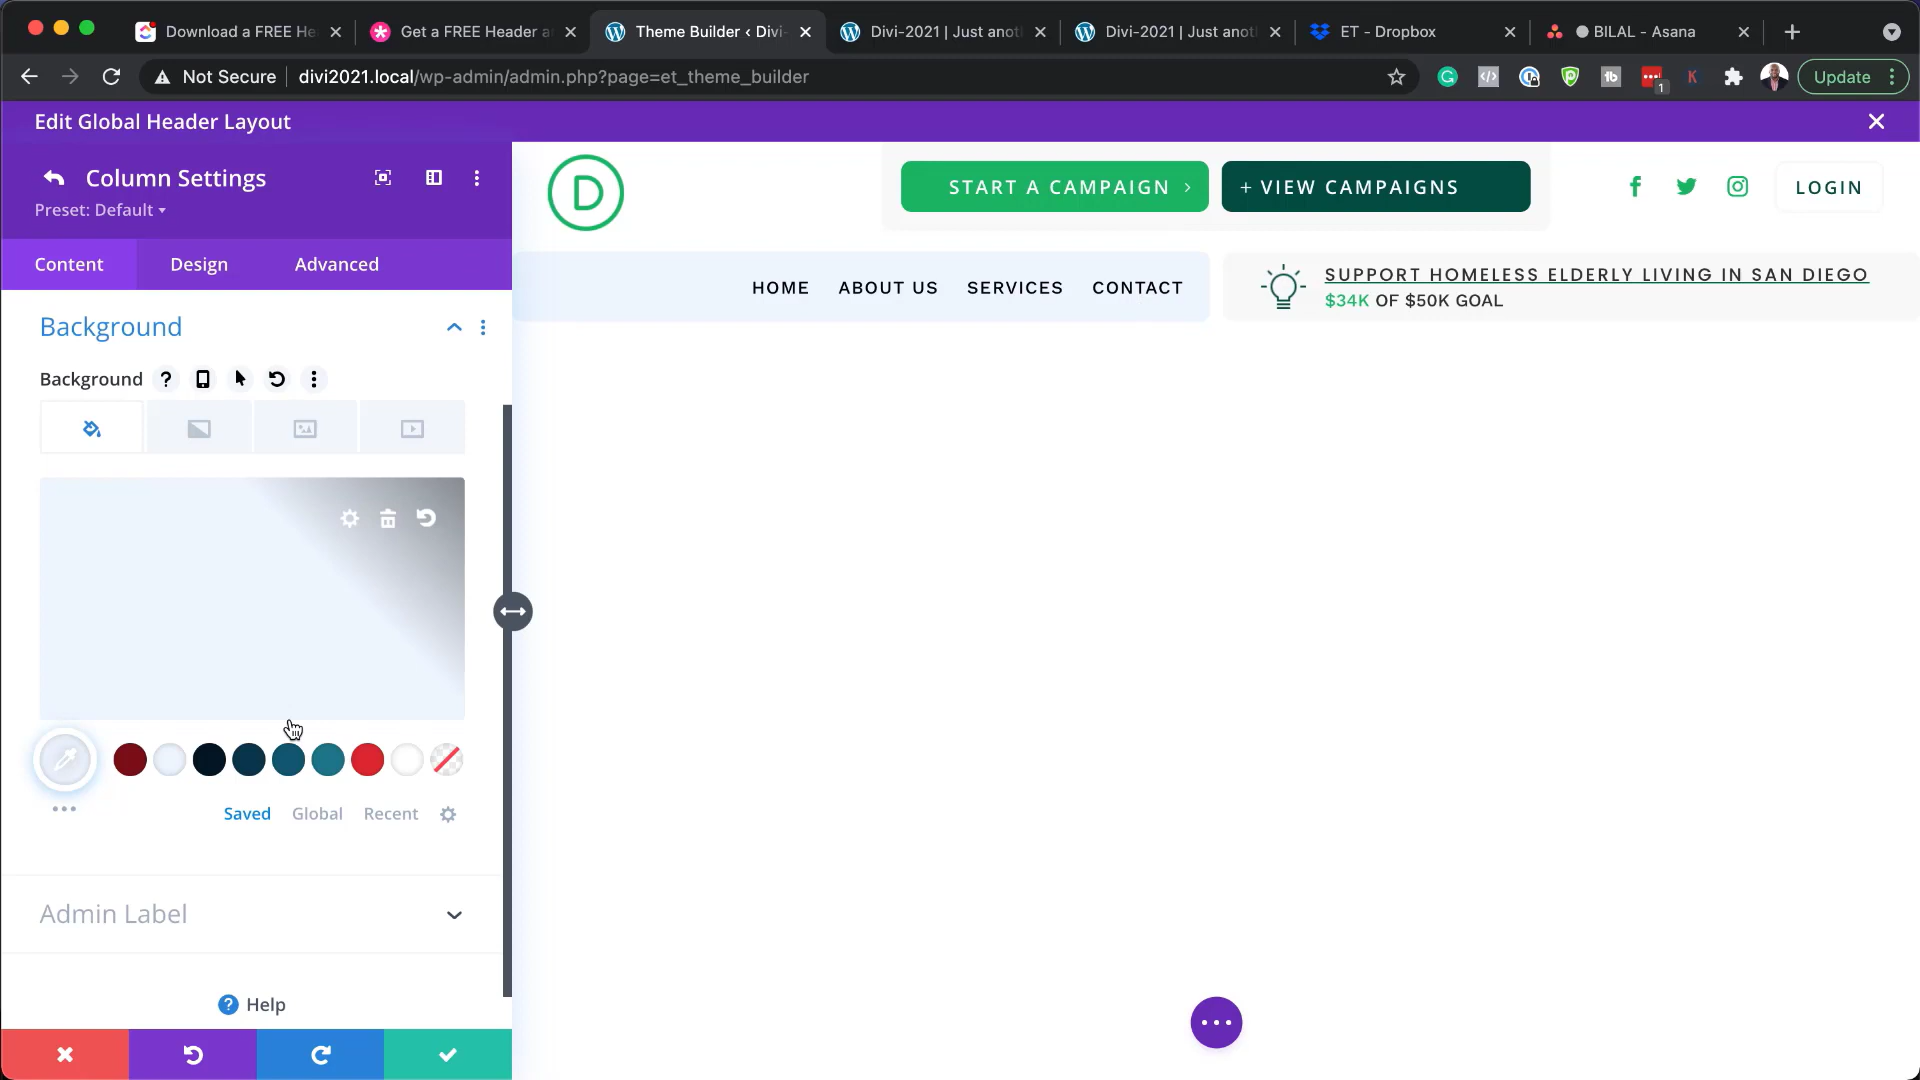 Download a FREE He
Get a FREE Header a
Theme Builder ‹ Divi-
Divi-2021 | Just anot
Divi-2021 | Just anot
ET - Dropbox
BILAL - Asana
Not Secure
divi2021.local/wp-admin/admin.php?page=et_theme_builder
1
Update
Edit Global Header Layout
Column Settings
Preset: Default
Content
Design
Advanced
D
START A CAMPAIGN
+ VIEW CAMPAIGNS
LOGIN
HOME
ABOUT US
SERVICES
CONTACT
SUPPORT HOMELESS ELDERLY LIVING IN SAN DIEGO
$34K OF $50K GOAL
Background
Background
Saved
Global
Recent
Admin Label
Help